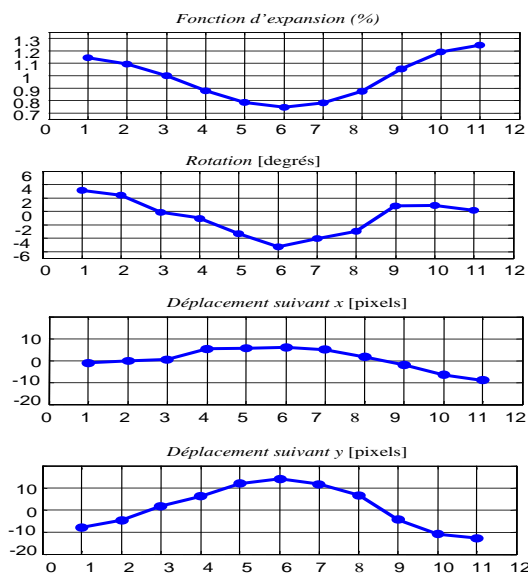 Fonction d'expansion (%)
1.3
1.2
1.1
1
0.9
0.8
0.7
0 1 2 3 4 5 6 7 8 9 10 11 12
Rotation [degrés]
6
4
2
0
-2
-4
-6
0 1 2 3 4 5 6 7 8 9 10 11 12
Déplacement suivant x [pixels]
10
0
-10
-20
0 1 2 3 4 5 6 7 8 9 10 11 12
Déplacement suivant y [pixels]
10
0
-10
-20
0 1 2 3 4 5 6 7 8 9 10 11 12